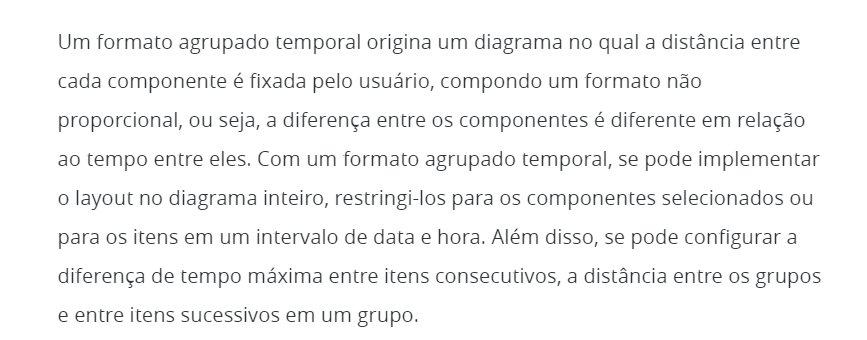 Um formato agrupado temporal origina um diagrama no qual a distância entre
cada componente é fixada pelo usuário, compondo um formato não
proporcional, ou seja, a diferença entre os componentes é diferente em relação
ao tempo entre eles. Com um formato agrupado temporal, se pode implementar
o layout no diagrama inteiro, restringi-los para os componentes selecionados ou
para os itens em um intervalo de data e hora. Além disso, se pode configurar a
diferença de tempo máxima entre itens consecutivos, a distância entre os grupos
e entre itens sucessivos em um grupo.